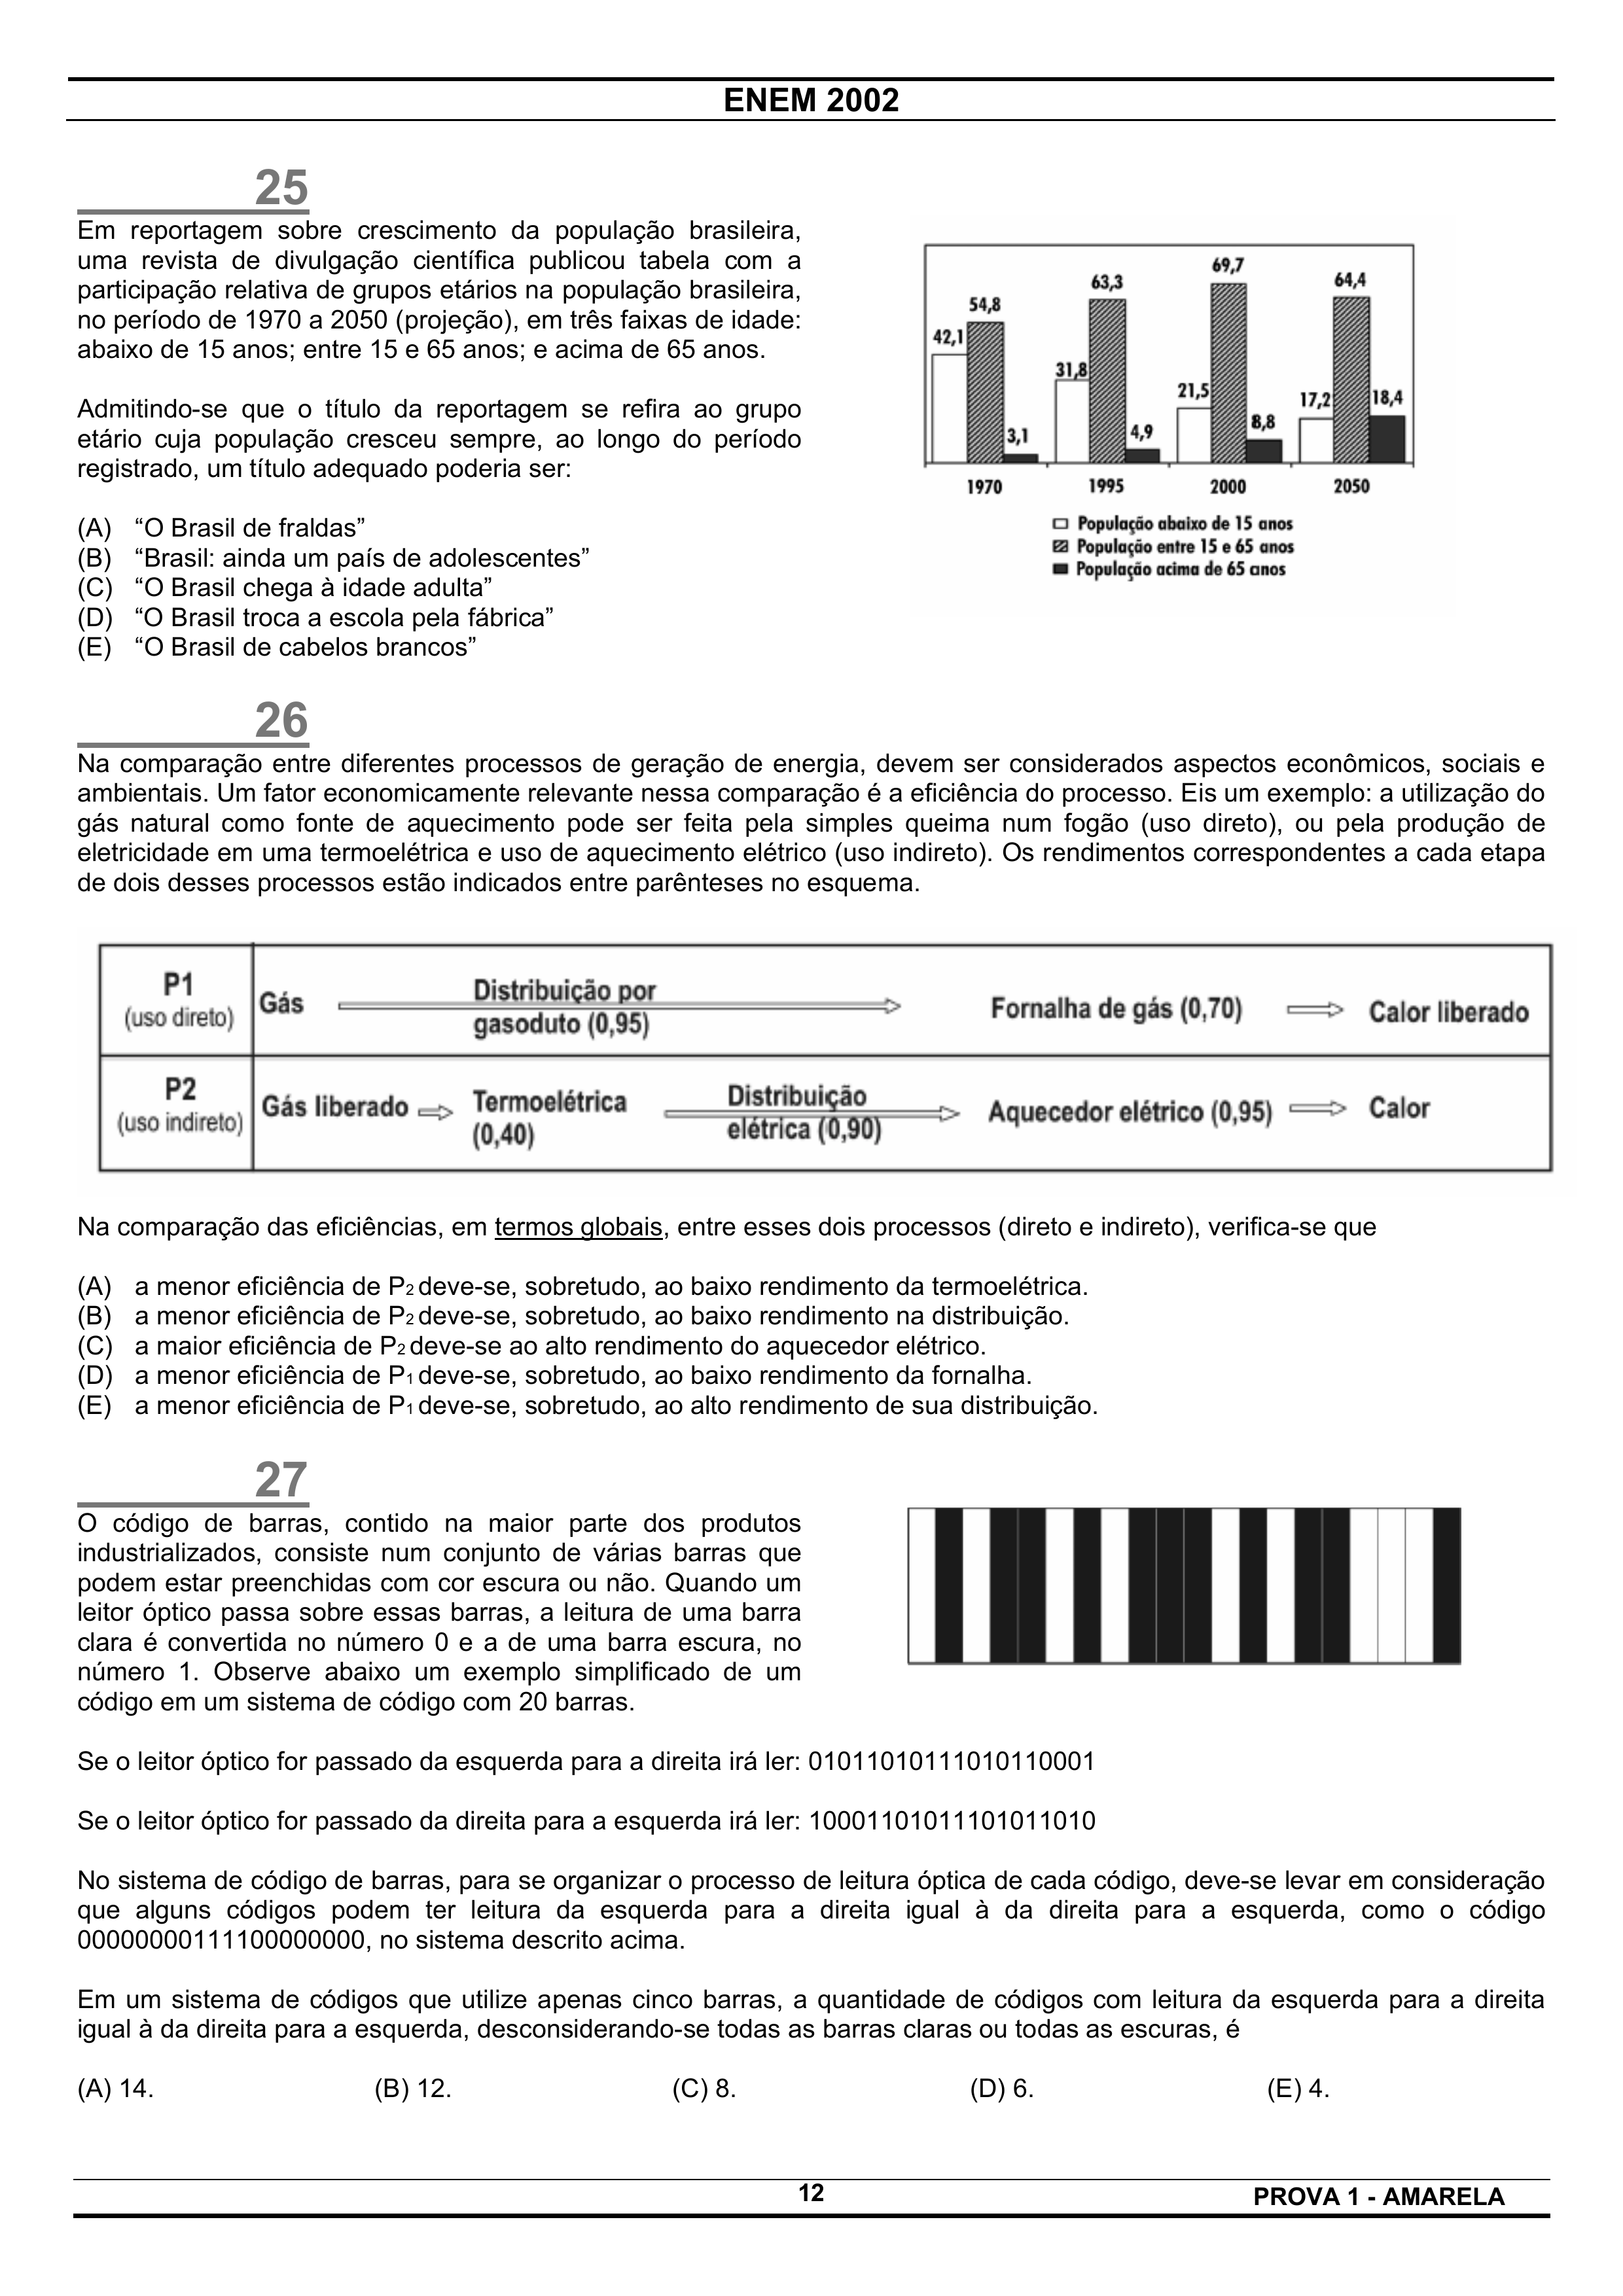 ENEM 2002
25
Em reportagem sobre crescimento da população brasileira,
uma revista de divulgação científica publicou tabela com a
participação relativa de grupos etários na população brasileira,
no período de 1970 a 2050 (projeção), em três faixas de idade:
abaixo de 15 anos; entre 15 e 65 anos; e acima de 65 anos.
Admitindo-se que o título da reportagem se refira ao grupo
etário cuja população cresceu sempre, ao longo do período
registrado, um título adequado poderia ser:
(A) “O Brasil de fraldas”
(B) “Brasil: ainda um país de adolescentes”
(C) “O Brasil chega à idade adulta”
(D) “O Brasil troca a escola pela fábrica”
(E) “O Brasil de cabelos brancos”
42,1 54,8 3,1
31,8 63,3 4,9
21,5 69,7 8,8
17,2 64,4 18,4
1970 1995 2000 2050
População abaixo de 15 anos
População entre 15 e 65 anos
População acima de 65 anos
26
Na comparação entre diferentes processos de geração de energia, devem ser considerados aspectos econômicos, sociais e
ambientais. Um fator economicamente relevante nessa comparação é a eficiência do processo. Eis um exemplo: a utilização do
gás natural como fonte de aquecimento pode ser feita pela simples queima num fogão (uso direto), ou pela produção de
eletricidade em uma termoelétrica e uso de aquecimento elétrico (uso indireto). Os rendimentos correspondentes a cada etapa
de dois desses processos estão indicados entre parênteses no esquema.
P1
(uso direto)
Gás
Distribuição por
gasoduto (0,95)
Fornalha de gás (0,70)
Calor liberado
P2
(uso indireto)
Gás liberado
Termoelétrica
(0,40)
Distribuição
elétrica (0,90)
Aquecedor elétrico (0,95)
Calor
Na comparação das eficiências, em termos globais, entre esses dois processos (direto e indireto), verifica-se que
(A) a menor eficiência de P2 deve-se, sobretudo, ao baixo rendimento da termoelétrica.
(B) a menor eficiência de P2 deve-se, sobretudo, ao baixo rendimento na distribuição.
(C) a maior eficiência de P2 deve-se ao alto rendimento do aquecedor elétrico.
(D) a menor eficiência de P1 deve-se, sobretudo, ao baixo rendimento da fornalha.
(E) a menor eficiência de P1 deve-se, sobretudo, ao alto rendimento de sua distribuição.
27
O código de barras, contido na maior parte dos produtos
industrializados, consiste num conjunto de várias barras que
podem estar preenchidas com cor escura ou não. Quando um
leitor óptico passa sobre essas barras, a leitura de uma barra
clara é convertida no número 0 e a de uma barra escura, no
número 1. Observe abaixo um exemplo simplificado de um
código em um sistema de código com 20 barras.
Se o leitor óptico for passado da esquerda para a direita irá ler: 01011010111010110001
Se o leitor óptico for passado da direita para a esquerda irá ler: 10001101011101011010
No sistema de código de barras, para se organizar o processo de leitura óptica de cada código, deve-se levar em consideração
que alguns códigos podem ter leitura da esquerda para a direita igual à da direita para a esquerda, como o código
00000000111100000000, no sistema descrito acima.
Em um sistema de códigos que utilize apenas cinco barras, a quantidade de códigos com leitura da esquerda para a direita
igual à da direita para a esquerda, desconsiderando-se todas as barras claras ou todas as escuras, é
(A) 14. (B) 12. (C) 8. (D) 6. (E) 4.
12
PROVA 1 - AMARELA